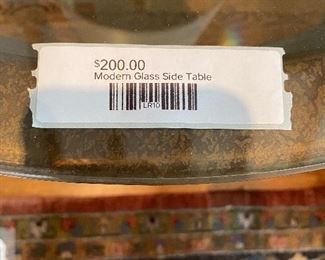 $200.00
Modern Glass Side Table
LR10